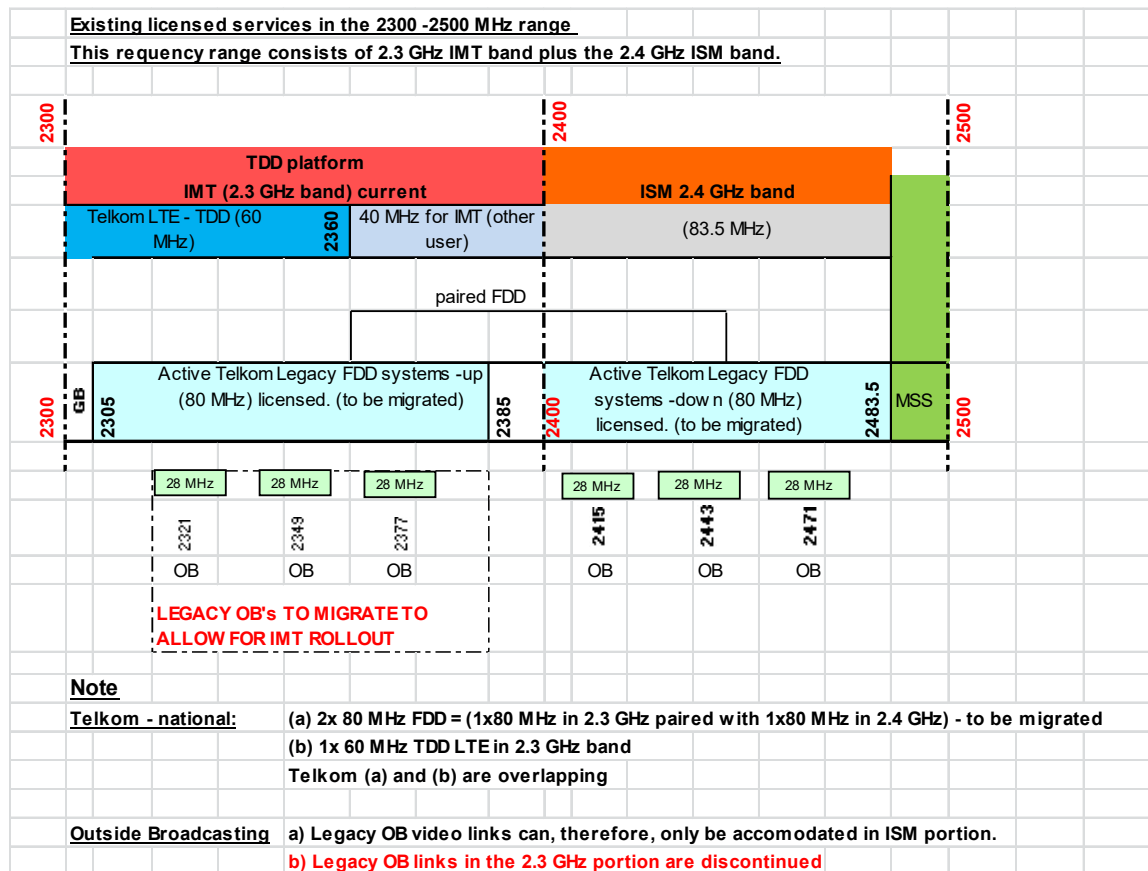 Existing licensed services in the 2300 -2500 MHz range
This requency range consists of 2.3 GHz IMT band plus the 2.4 GHz ISM band.
2300
2400
2500
TDD platform
IMT (2.3 GHz band) current
ISM 2.4 GHz band
Telkom LTE - TDD (60
MHz)
2360
40 MHz for IMT (other
user)
(83.5 MHz)
paired FDD
2300
GB
2305
Active Telkom Legacy FDD systems -up
(80 MHz) licensed. (to be migrated)
2385
2400
Active Telkom Legacy FDD
systems -down (80 MHz)
licensed. (to be migrated)
2483.5
MSS
2500
28 MHz
28 MHz
28 MHz
28 MHz
28 MHz
28 MHz
2321
2349
2377
2415
2443
2471
OB
OB
OB
OB
OB
OB
LEGACY OB's TO MIGRATE TO
ALLOW FOR IMT ROLLOUT
Note
Telkom - national: (a) 2x 80 MHz FDD = (1x80 MHz in 2.3 GHz paired with 1x80 MHz in 2.4 GHz) - to be migrated
(b) 1x 60 MHz TDD LTE in 2.3 GHz band
Telkom (a) and (b) are overlapping
Outside Broadcasting a) Legacy OB video links can, therefore, only be accomodated in ISM portion.
b) Legacy OB links in the 2.3 GHz portion are discontinued